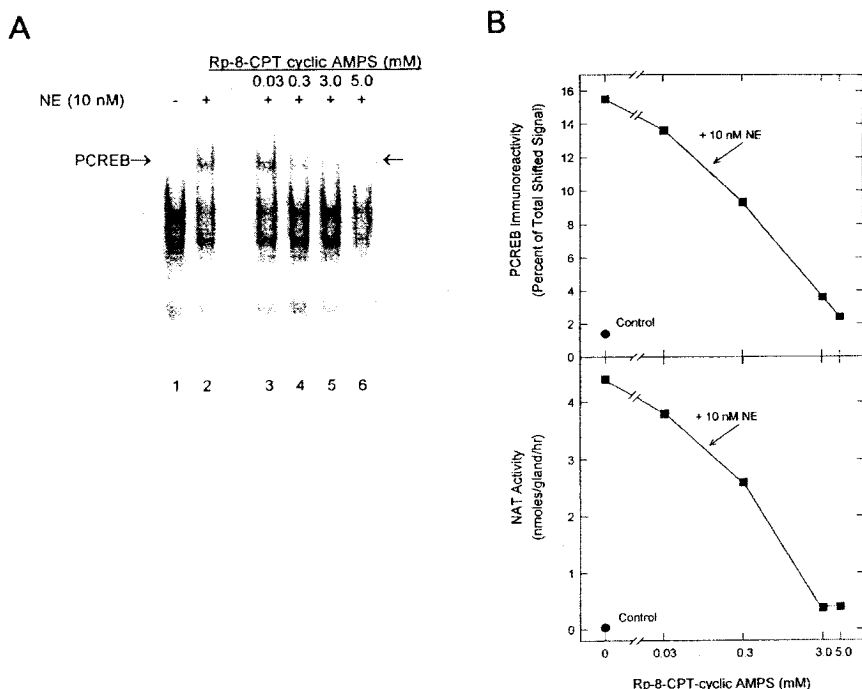 A
Rp-8-CPT cyclic AMPS (mM)
0.03 0.3 3.0 5.0
NE (10 nM) - + + + + +
PCREB→ ←
1 2 3 4 5 6
B
PCREB Immunoreactivity
(Percent of Total Shifted Signal)
16
14
12
10
8
6
4
2
0
+ 10 nM NE
Control
NAT Activity
(nmoles/gland/hr)
4
3
2
1
0
+ 10 nM NE
Control
0 0.03 0.3 3.0 5.0
Rp-8-CPT-cyclic AMPS (mM)